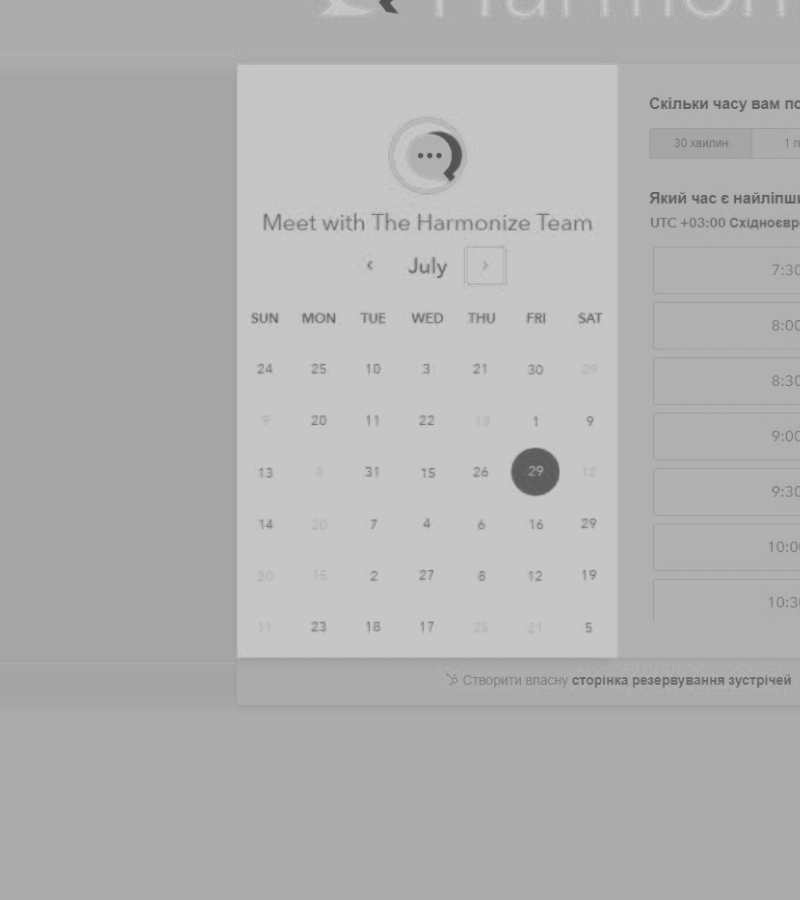 Meet with The Harmonize Team
‹ July ›
SUN MON TUE WED THU FRI SAT
24 25 10 3 21 30 29
9 20 11 22 10 1 9
13 8 31 15 26 29 12
14 20 7 4 6 16 29
20 15 2 27 8 12 19
11 23 18 17 25 21 5
Скільки часу вам по
30 хвилин 1 го
Який час є найліпши
UTC +03:00 Східноєвр
7:30
8:00
8:30
9:00
9:30
10:00
10:30
Створити власну сторінка резервування зустрічей